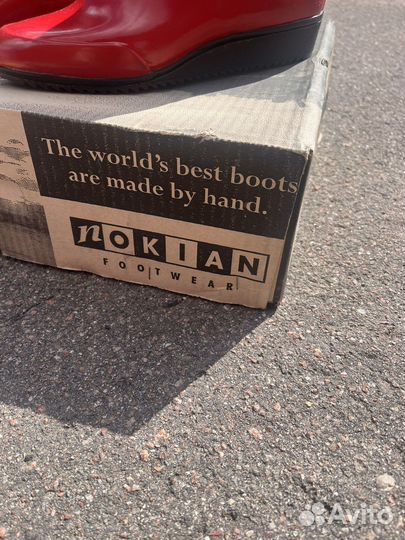 The world's best boots
are made by hand.
nOKIAN
FOOTWEAR
Avito